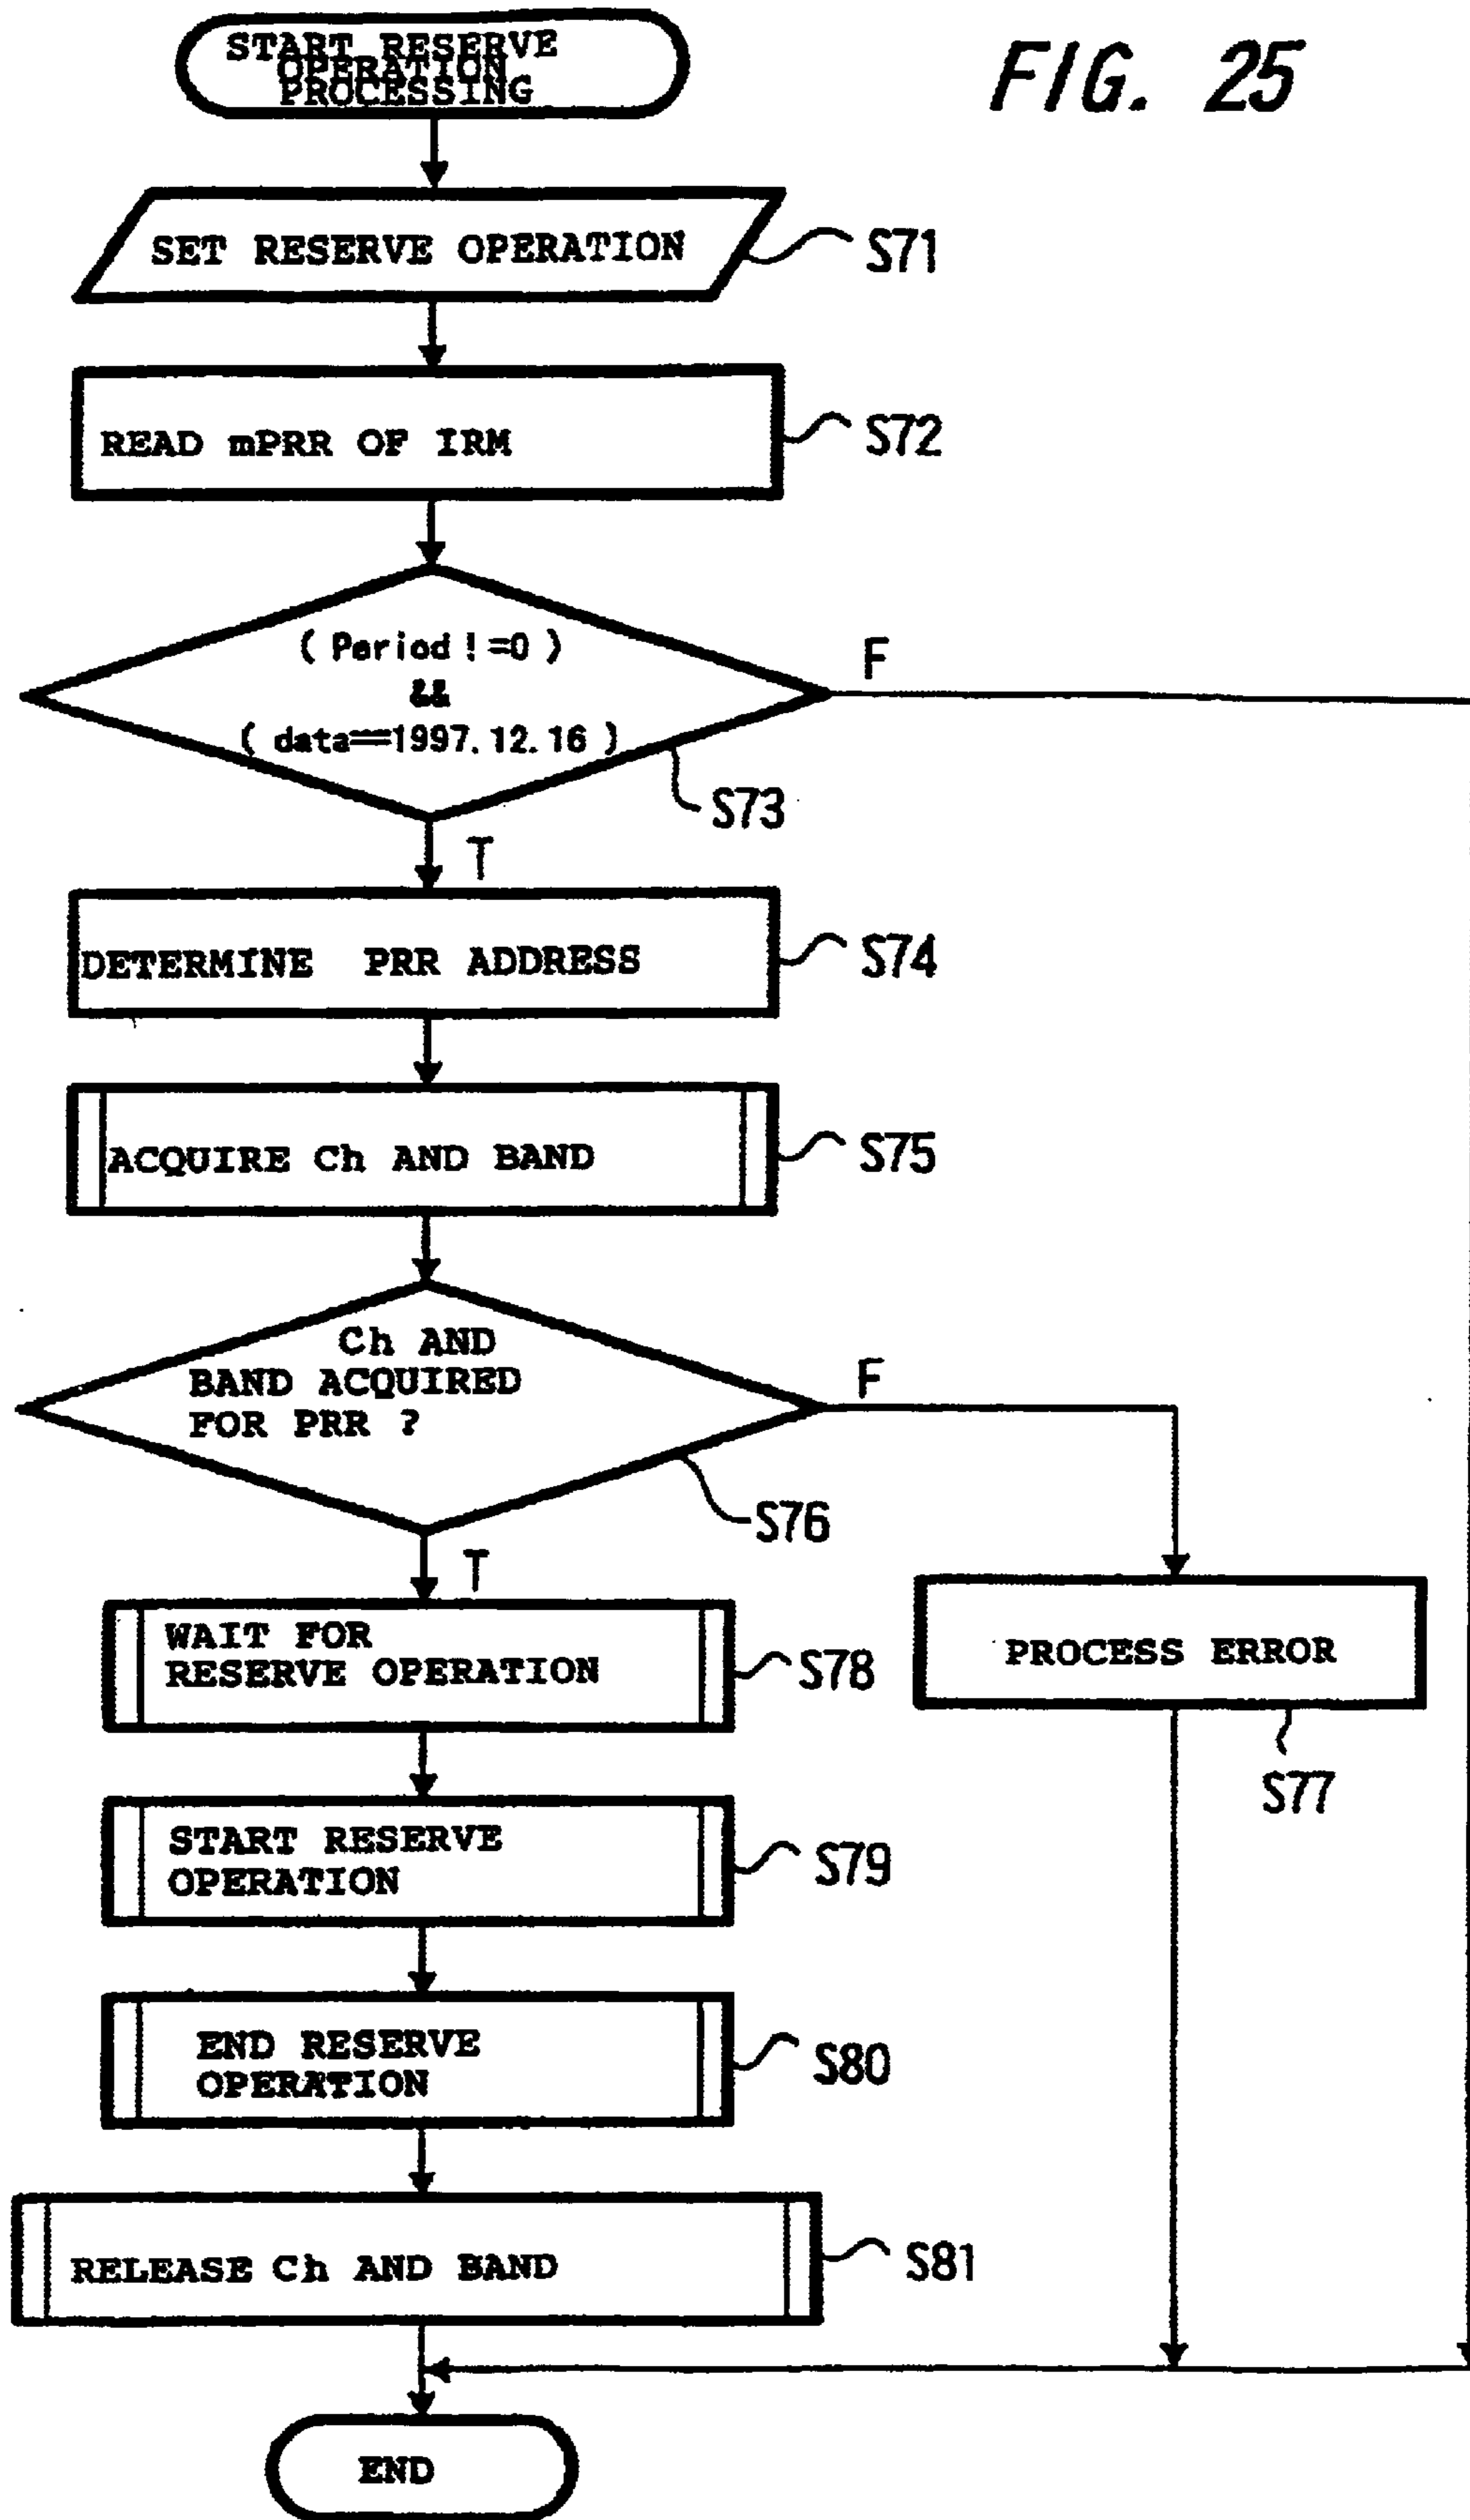 FIG. 25
START RESERVE
OPERATION
PROCESSING
SET RESERVE OPERATION
S71
READ mPRR OF IRM
S72
( Period !=0 )
&&
( data==1997.12.16 )
F
S73
T
DETERMINE PRR ADDRESS
S74
ACQUIRE Ch AND BAND
S75
Ch AND
BAND ACQUIRED
FOR PRR ?
F
S76
T
WAIT FOR
RESERVE OPERATION
S78
PROCESS ERROR
S77
START RESERVE
OPERATION
S79
END RESERVE
OPERATION
S80
RELEASE Ch AND BAND
S81
END